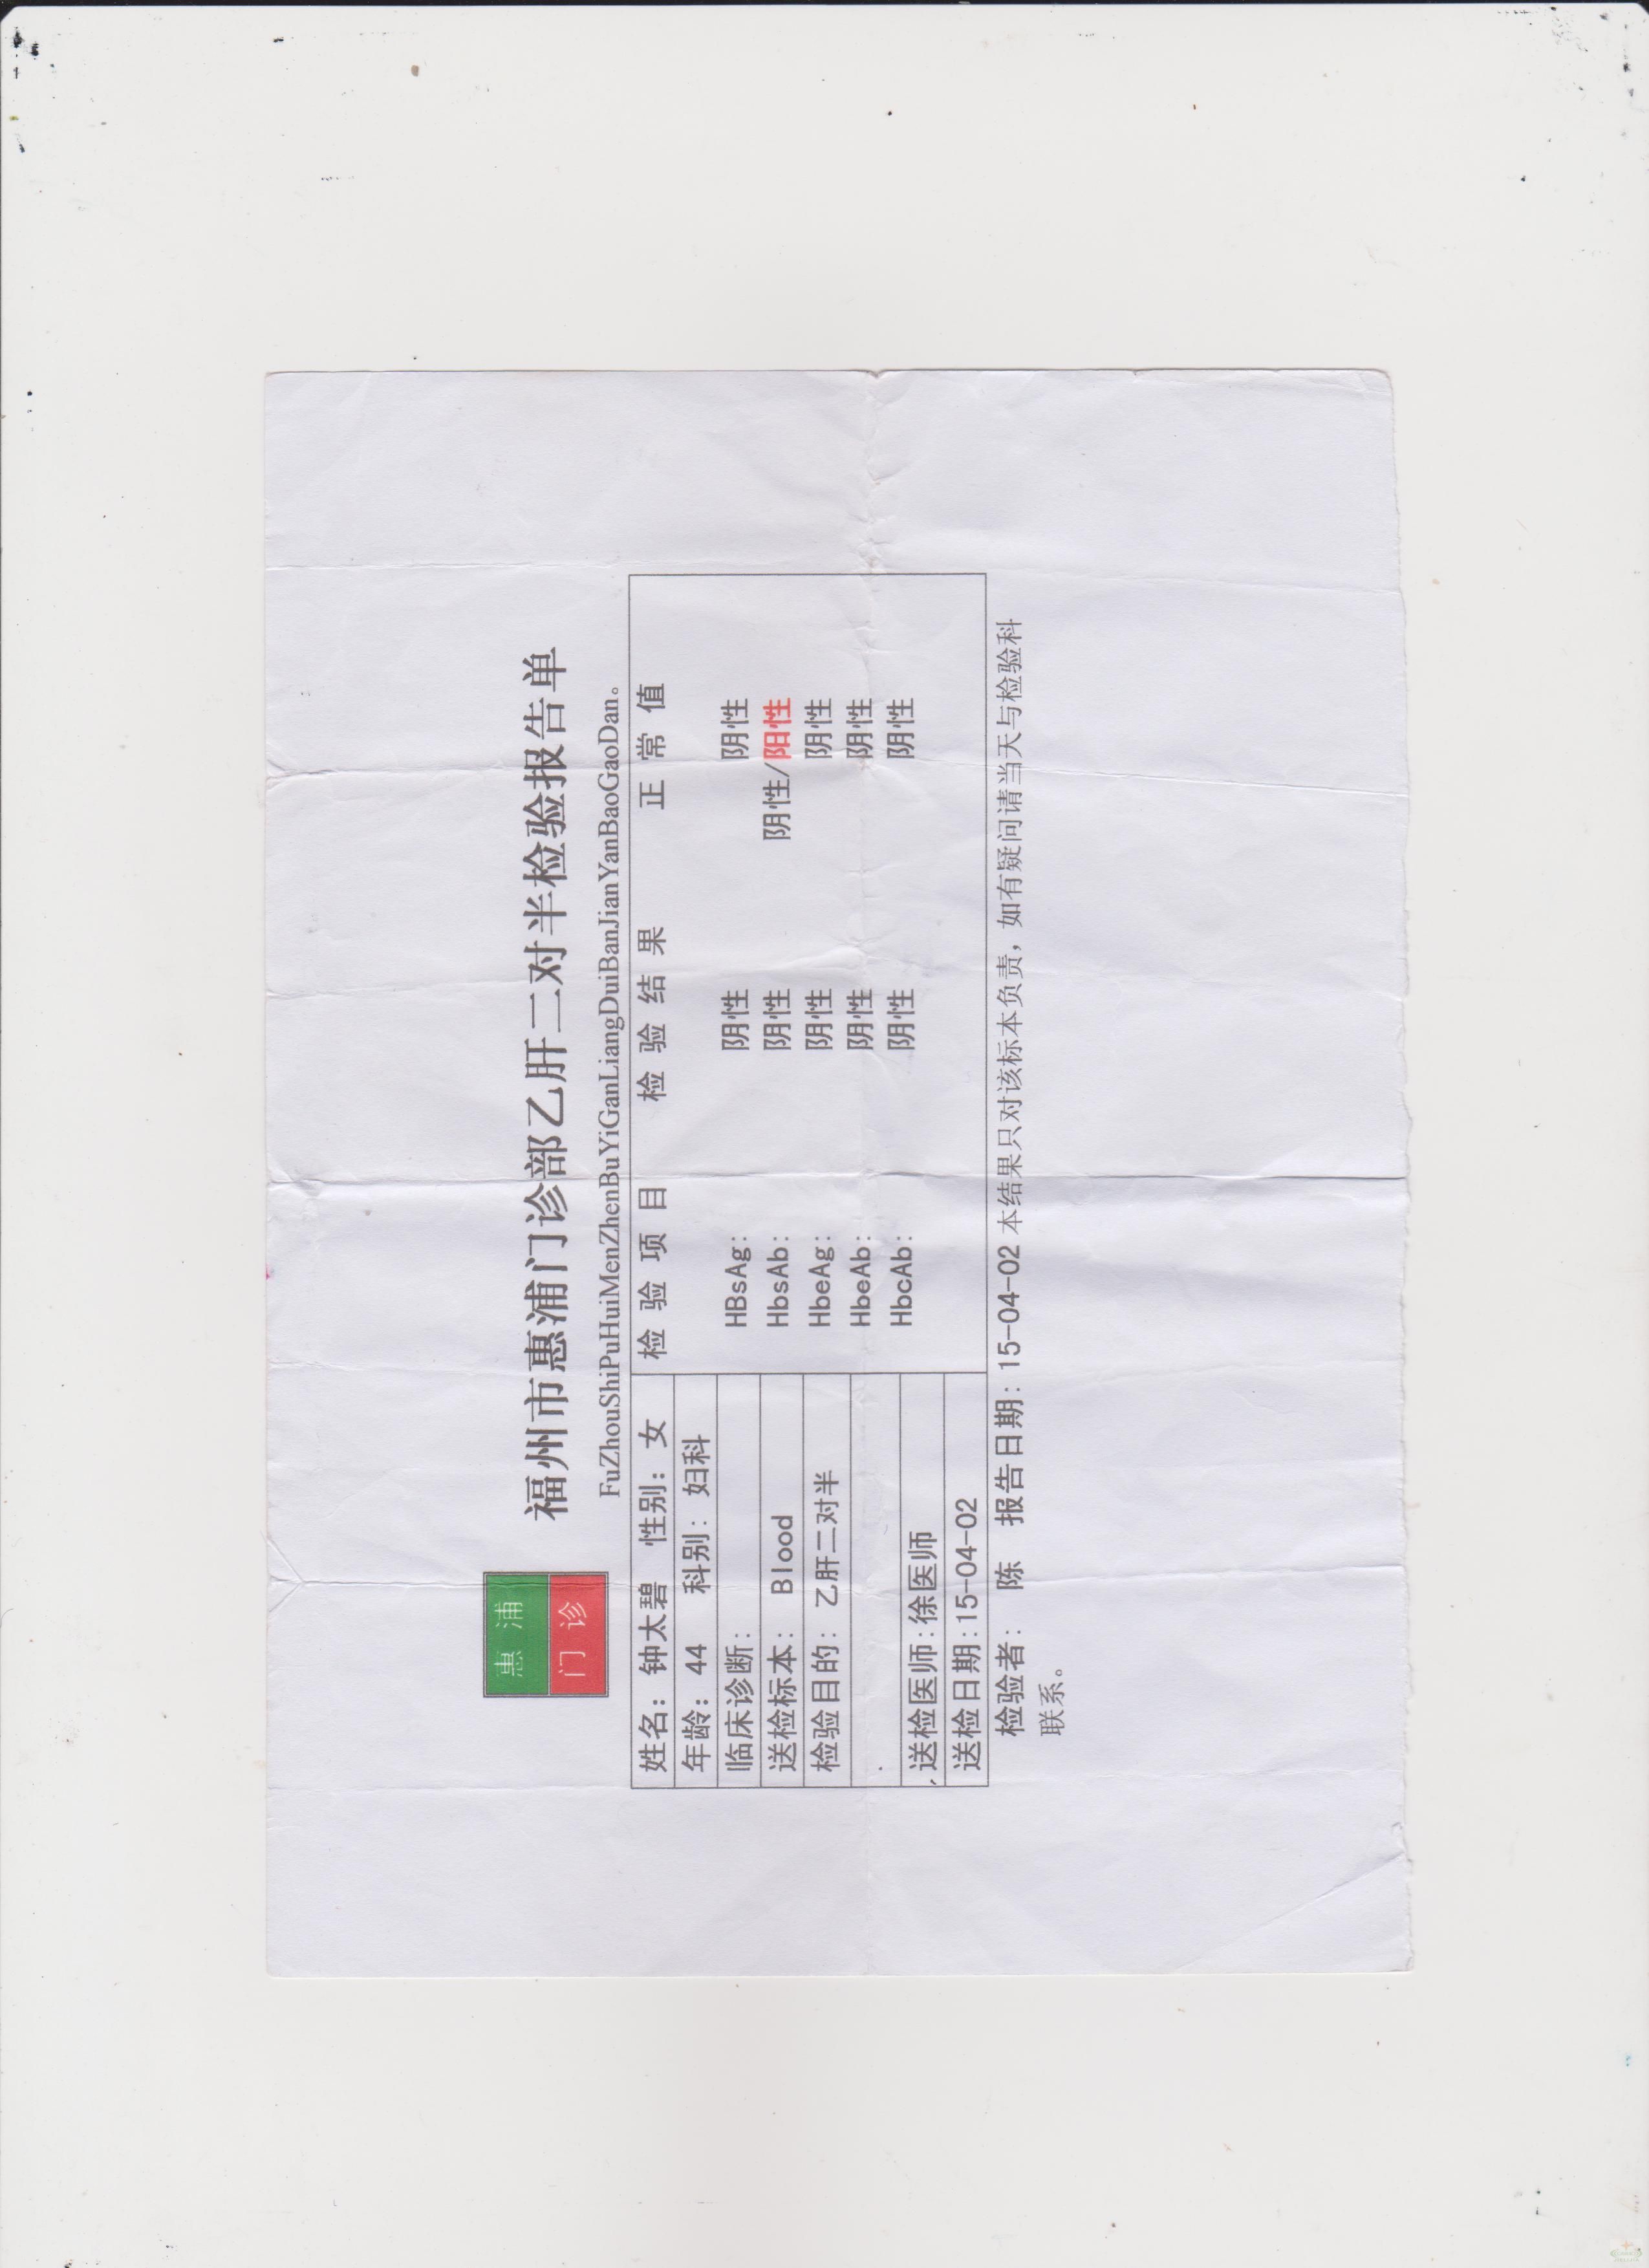 惠浦
门诊
福州市惠浦门诊部乙肝二对半检验报告单
FuZhouShiPuHuiMenZhenBuYiGanLiangDuiBanJianYanBaoGaoDan。
姓名：钟太碧 性别：女
年龄：44 科别：妇科
临床诊断：
送检标本： Blood
检验目的：乙肝二对半
送检医师：徐医师
送检日期：15-04-02
检验项目 检验结果 正常值
HBsAg： 阴性 阴性
HbsAb： 阴性 阴性/阳性
HbeAg： 阴性 阴性
HbeAb： 阴性 阴性
HbcAb： 阴性 阴性
检验者： 陈 报告日期：15-04-02 本结果只对该标本负责，如有疑问请当天与检验科
联系。